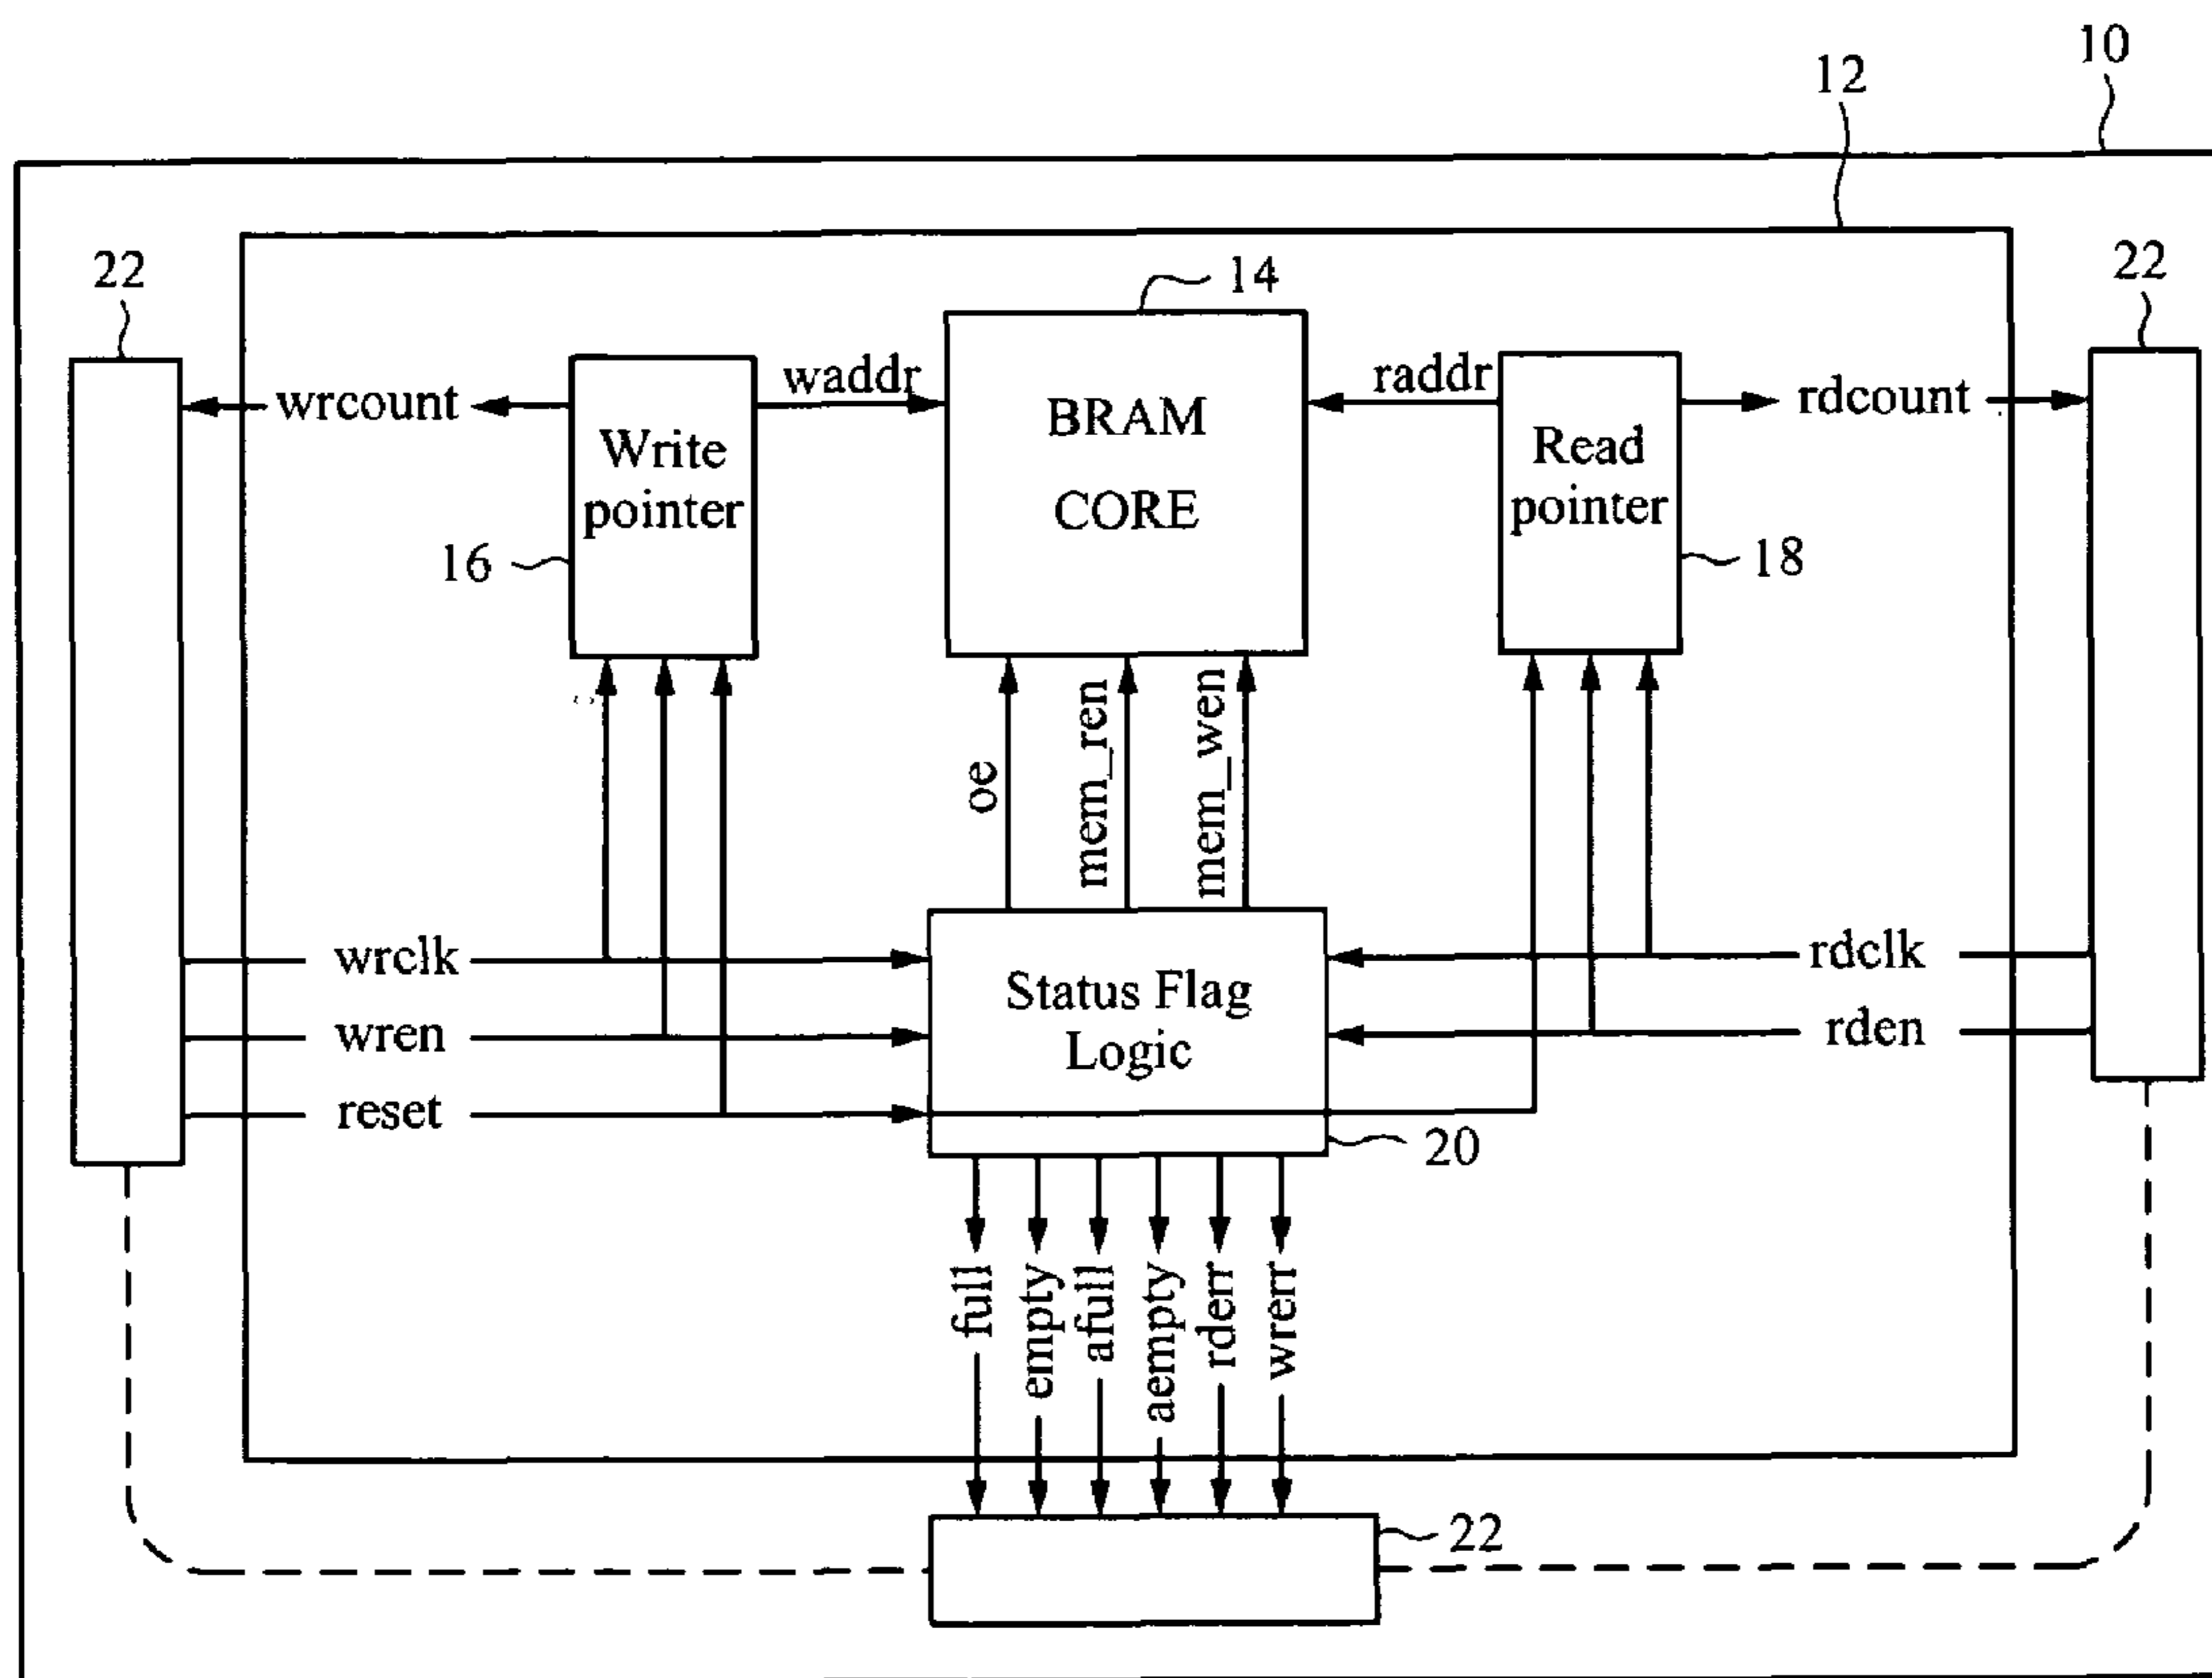 10
12
22
14
22
wrcount
waddr
BRAM
CORE
raddr
rdcount
Write
pointer
Read
pointer
16
18
oe
mem_ren
mem_wen
wrclk
rdclk
Status Flag
Logic
wren
rden
reset
20
full
empty
afull
aempty
rderr
wrerr
22